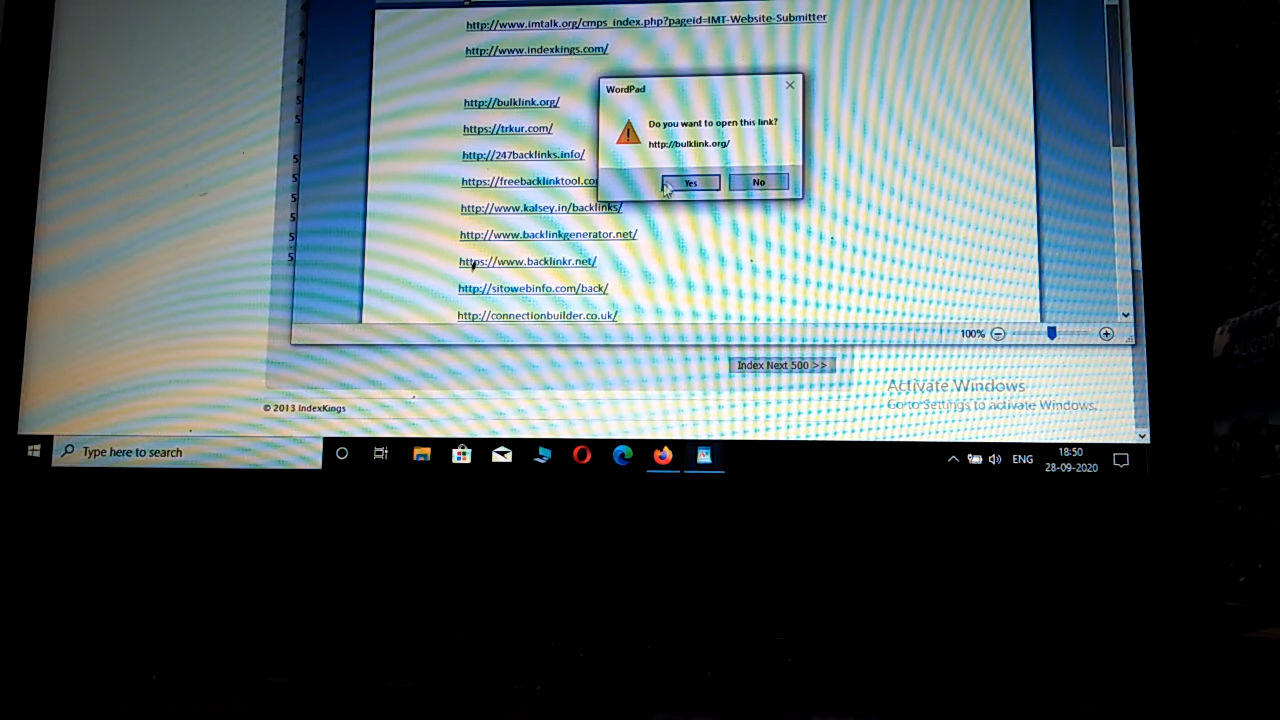 http://www.imtalk.org/cmps_index.php?pageid=IMT-Website-Submitter
http://www.indexkings.com/
WordPad
Do you want to open this link?
http://bulklink.org/
Yes
No
http://bulklink.org/
https://trkur.com/
http://247backlinks.info/
https://freebacklinktool.co
http://www.kalsey.in/backlinks/
http://www.backlinkgenerator.net/
https://www.backlinkr.net/
http://sitowebinfo.com/back/
http://connectionbuilder.co.uk/
100%
Index Next 500 >>
Activate Windows
Go to Settings to activate Windows.
© 2013 IndexKings
Type here to search
ENG
18:50
28-09-2020